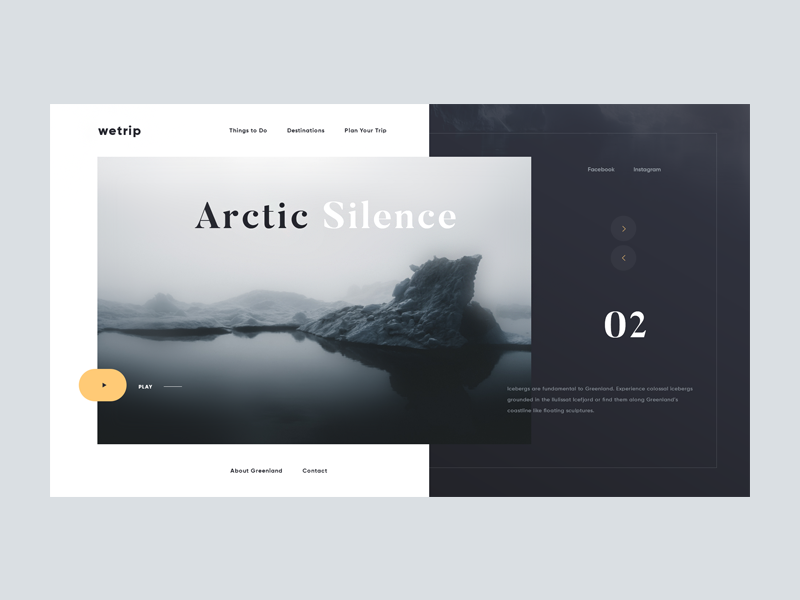 wetrip
Things to Do Destinations Plan Your Trip
Facebook Instagram
Arctic Silence
02
PLAY
Icebergs are fundamental to Greenland. Experience colossal icebergs
grounded in the Ilulissat Icefjord or find them along Greenland's
coastline like floating sculptures.
About Greenland Contact